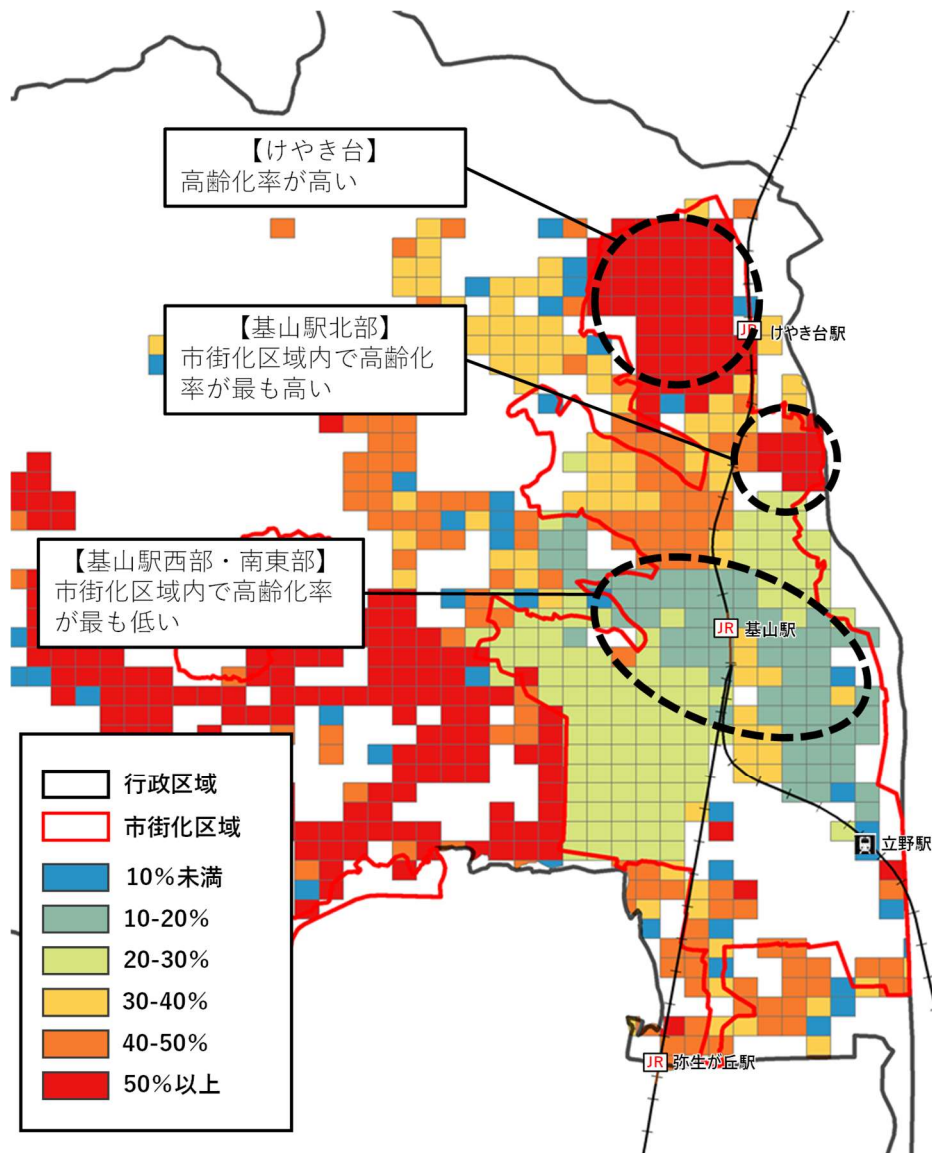 【けやき台】
高齢化率が高い
【基山駅北部】
市街化区域内で高齢化
率が最も高い
JR けやき台駅
【基山駅西部・南東部】
市街化区域内で高齢化率
が最も低い
JR 基山駅
行政区域
市街化区域
10%未満
10-20%
20-30%
30-40%
40-50%
50%以上
立野駅
JR 弥生が丘駅